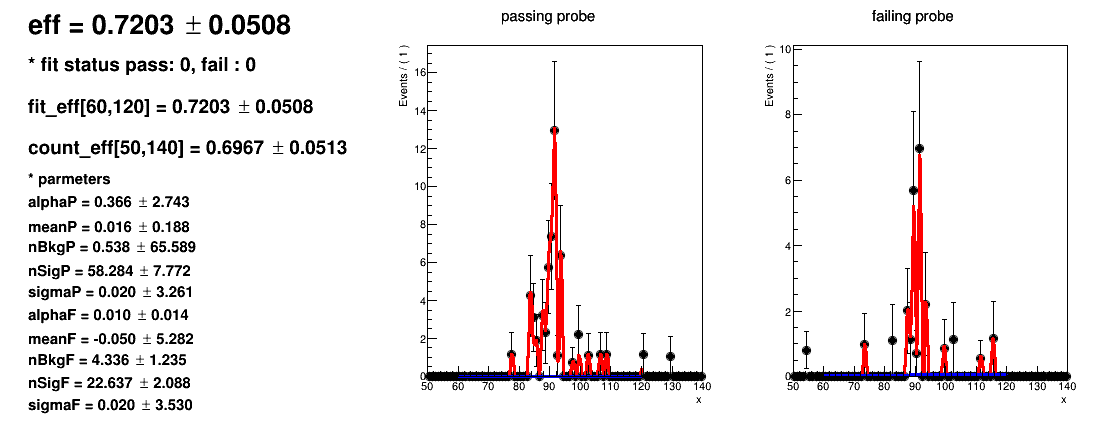 eff = 0.7203 ± 0.0508
* fit status pass: 0, fail : 0
fit_eff[60,120] = 0.7203 ± 0.0508
count_eff[50,140] = 0.6967 ± 0.0513
* parmeters
alphaP = 0.366 ± 2.743
meanP = 0.016 ± 0.188
nBkgP = 0.538 ± 65.589
nSigP = 58.284 ± 7.772
sigmaP = 0.020 ± 3.261
alphaF = 0.010 ± 0.014
meanF = -0.050 ± 5.282
nBkgF = 4.336 ± 1.235
nSigF = 22.637 ± 2.088
sigmaF = 0.020 ± 3.530
passing probe
Events / ( 1 )
16
14
12
10
8
6
4
2
0
50 60 70 80 90 100 110 120 130 140
x
failing probe
Events / ( 1 )
10
8
6
4
2
0
50 60 70 80 90 100 110 120 130 140
x